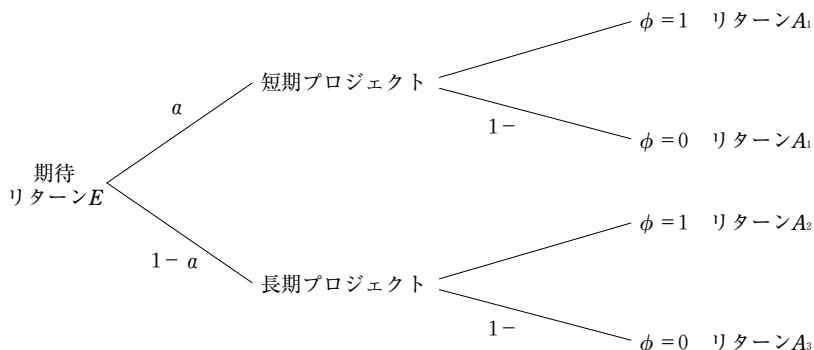 φ=1 リターンA₁
短期プロジェクト
α
1−
φ=0 リターンA₁
期待
リターンE
φ=1 リターンA₂
1−α
長期プロジェクト
1−
φ=0 リターンA₃